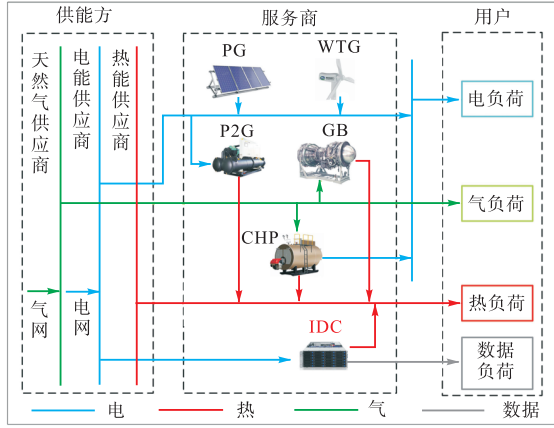 供能方
服务商
用户
天然气供应商
电能供应商
热能供应商
PG
WTG
电负荷
P2G
GB
气负荷
CHP
气网
电网
热负荷
IDC
数据
负荷
电
热
气
数据